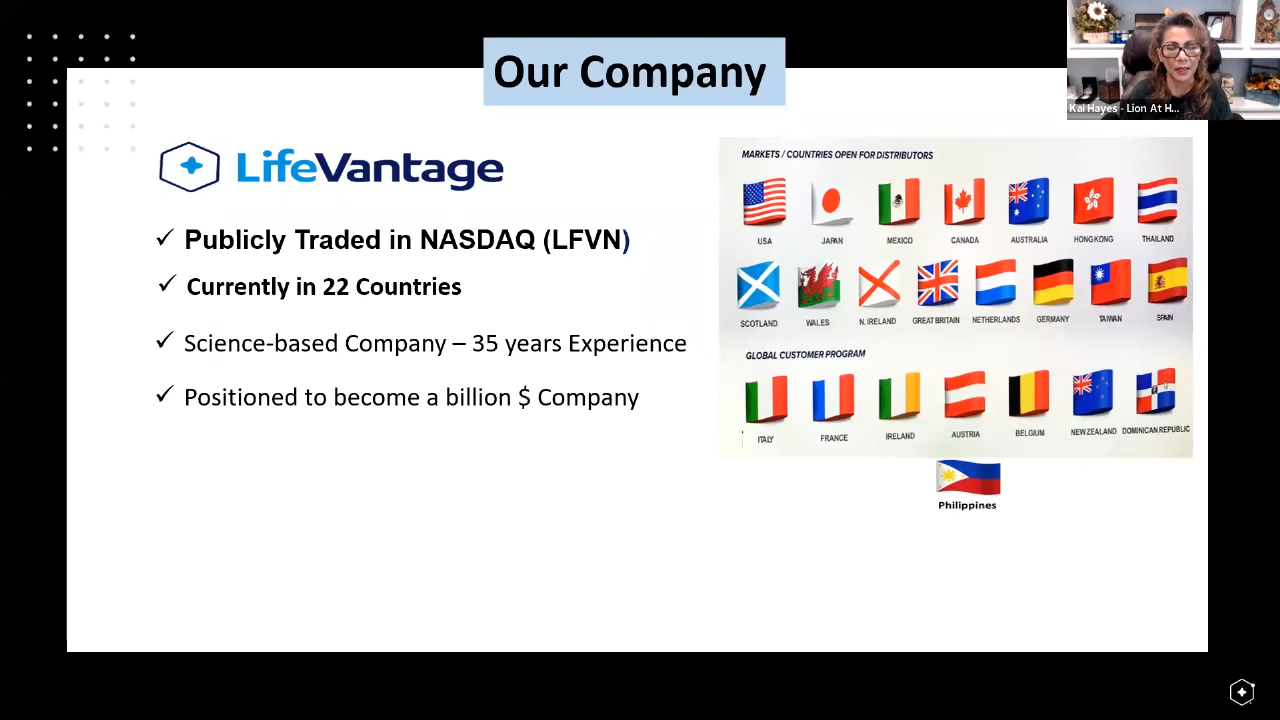 Our Company
Kai Hayes - Lion At H...
LifeVantage
✓ Publicly Traded in NASDAQ (LFVN)
✓ Currently in 22 Countries
✓ Science-based Company – 35 years Experience
✓ Positioned to become a billion $ Company
MARKETS / COUNTRIES OPEN FOR DISTRIBUTORS
USA JAPAN MEXICO CANADA AUSTRALIA HONG KONG THAILAND
SCOTLAND WALES N. IRELAND GREAT BRITAIN NETHERLANDS GERMANY TAIWAN SPAIN
GLOBAL CUSTOMER PROGRAM
ITALY FRANCE IRELAND AUSTRIA BELGIUM NEW ZEALAND DOMINICAN REPUBLIC
Philippines